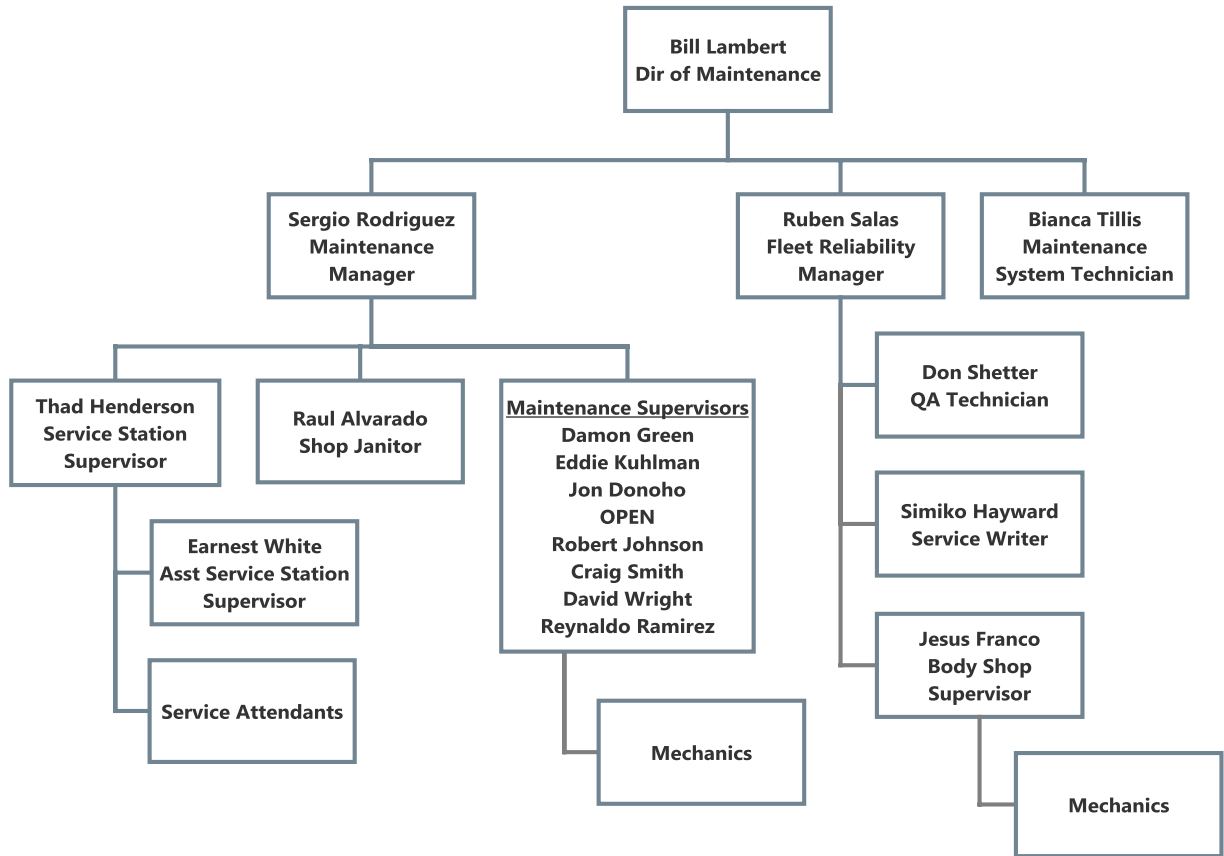 Bill Lambert
Dir of Maintenance
Sergio Rodriguez
Maintenance
Manager
Ruben Salas
Fleet Reliability
Manager
Bianca Tillis
Maintenance
System Technician
Thad Henderson
Service Station
Supervisor
Raul Alvarado
Shop Janitor
Maintenance Supervisors
Damon Green
Eddie Kuhlman
Jon Donoho
OPEN
Robert Johnson
Craig Smith
David Wright
Reynaldo Ramirez
Don Shetter
QA Technician
Simiko Hayward
Service Writer
Earnest White
Asst Service Station
Supervisor
Jesus Franco
Body Shop
Supervisor
Service Attendants
Mechanics
Mechanics